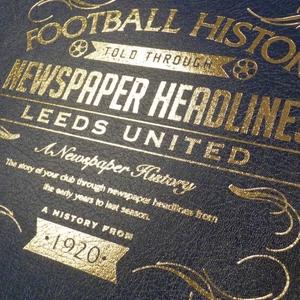 FOOTBALL HISTOR
TOLD THROUGH
NEWSPAPER HEADLINES
LEEDS UNITED
A Newspaper History
The story of your club through newspaper headlines from
the early years to last season.
A HISTORY FROM
• 1920 •